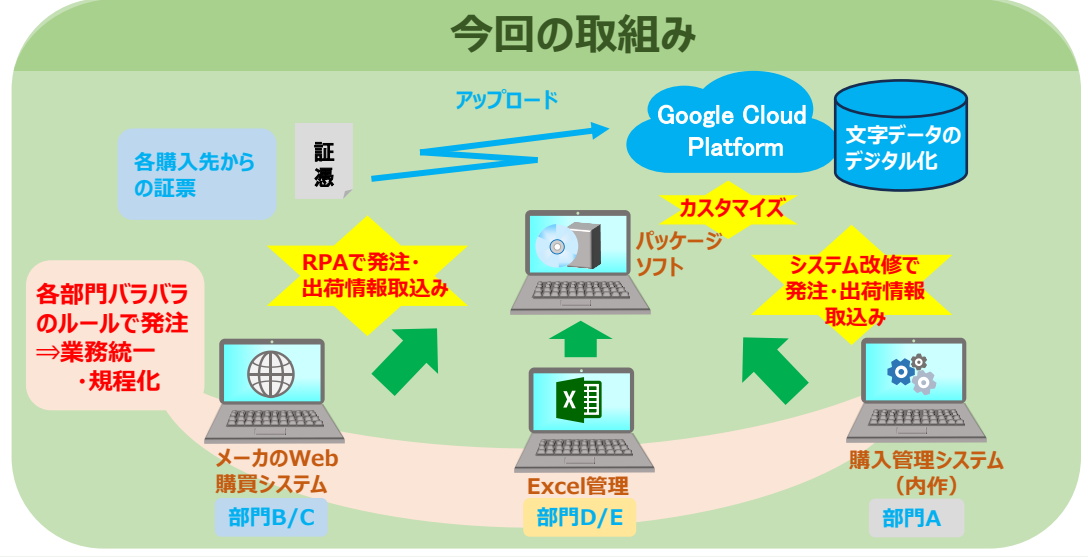 今回の取組み
アップロード
Google Cloud
Platform
文字データの
デジタル化
各購入先から
の証票
証
憑
カスタマイズ
パッケージ
ソフト
RPAで発注・
出荷情報取込み
システム改修で
発注・出荷情報
取込み
各部門バラバラ
のルールで発注
⇒業務統一
・規程化
X
メーカのWeb
購買システム
部門B/C
Excel管理
部門D/E
購入管理システム
（内作）
部門A